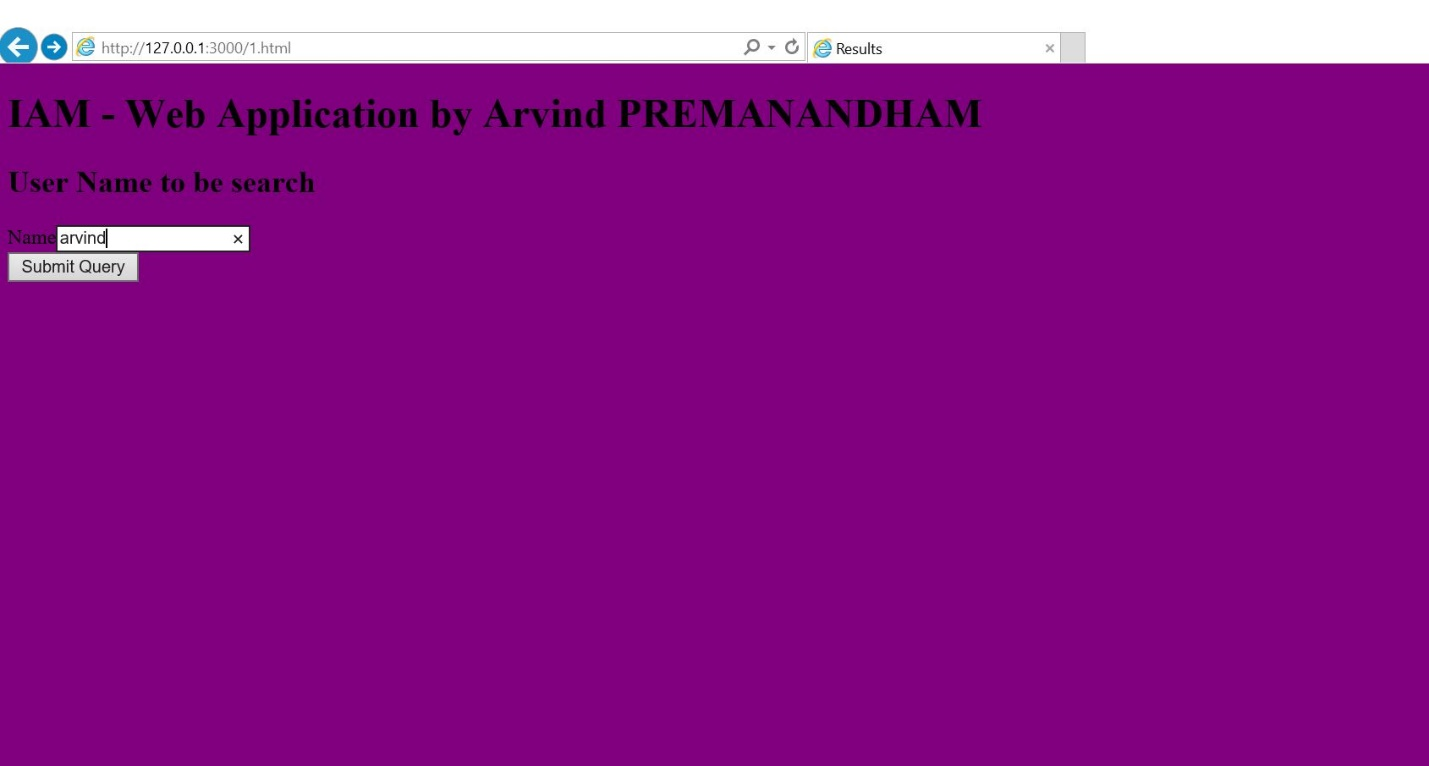 http://127.0.0.1:3000/1.html
Results
IAM - Web Application by Arvind PREMANANDHAM
User Name to be search
Name arvind
Submit Query